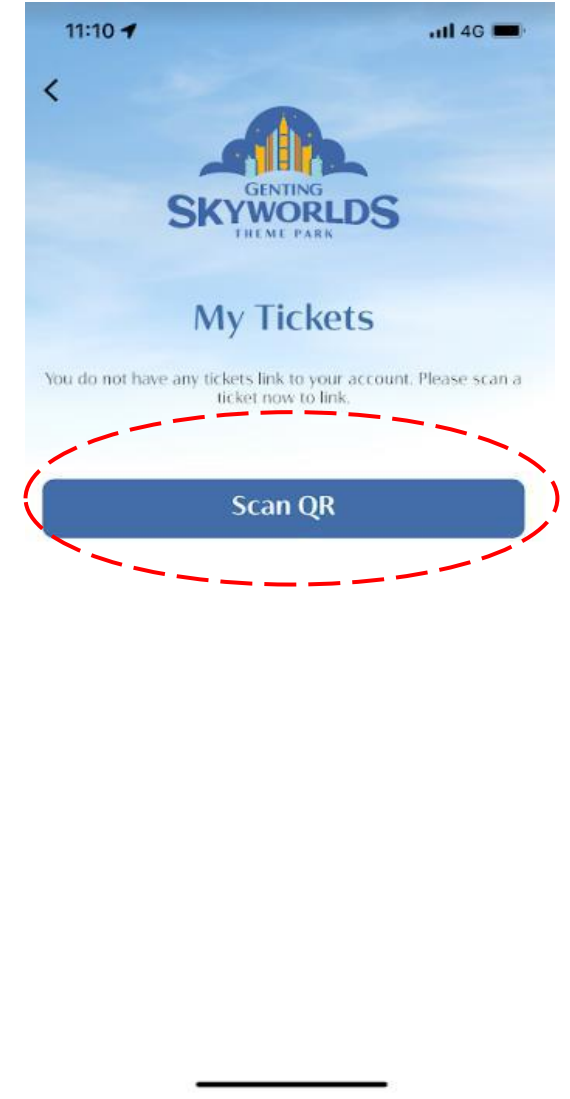 11:10
4G
GENTING
SKYWORLDS
THEME PARK
My Tickets
You do not have any tickets link to your account. Please scan a
ticket now to link.
Scan QR